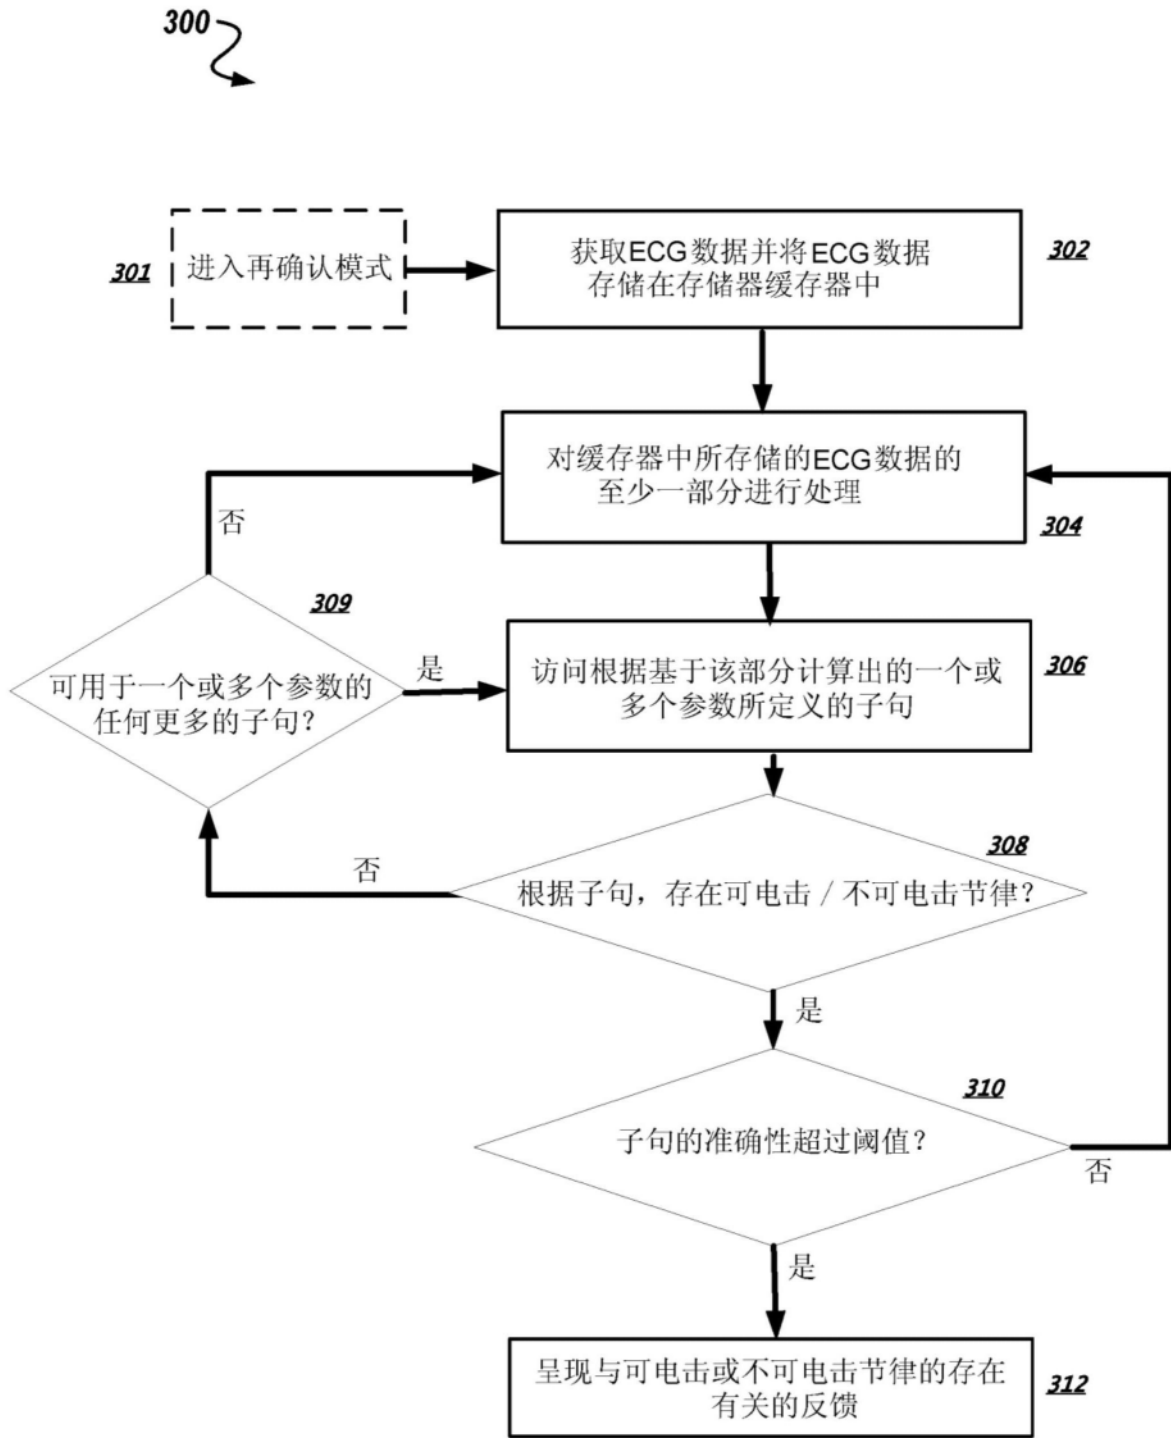 300
301
进入再确认模式
获取ECG数据并将ECG数据
存储在存储器缓存器中
302
对缓存器中所存储的ECG数据的
至少一部分进行处理
304
否
309
可用于一个或多个参数的
任何更多的子句？
是
访问根据基于该部分计算出的一个或
多个参数所定义的子句
306
308
根据子句，存在可电击 / 不可电击节律？
否
是
310
子句的准确性超过阈值？
否
是
呈现与可电击或不可电击节律的存在
有关的反馈
312